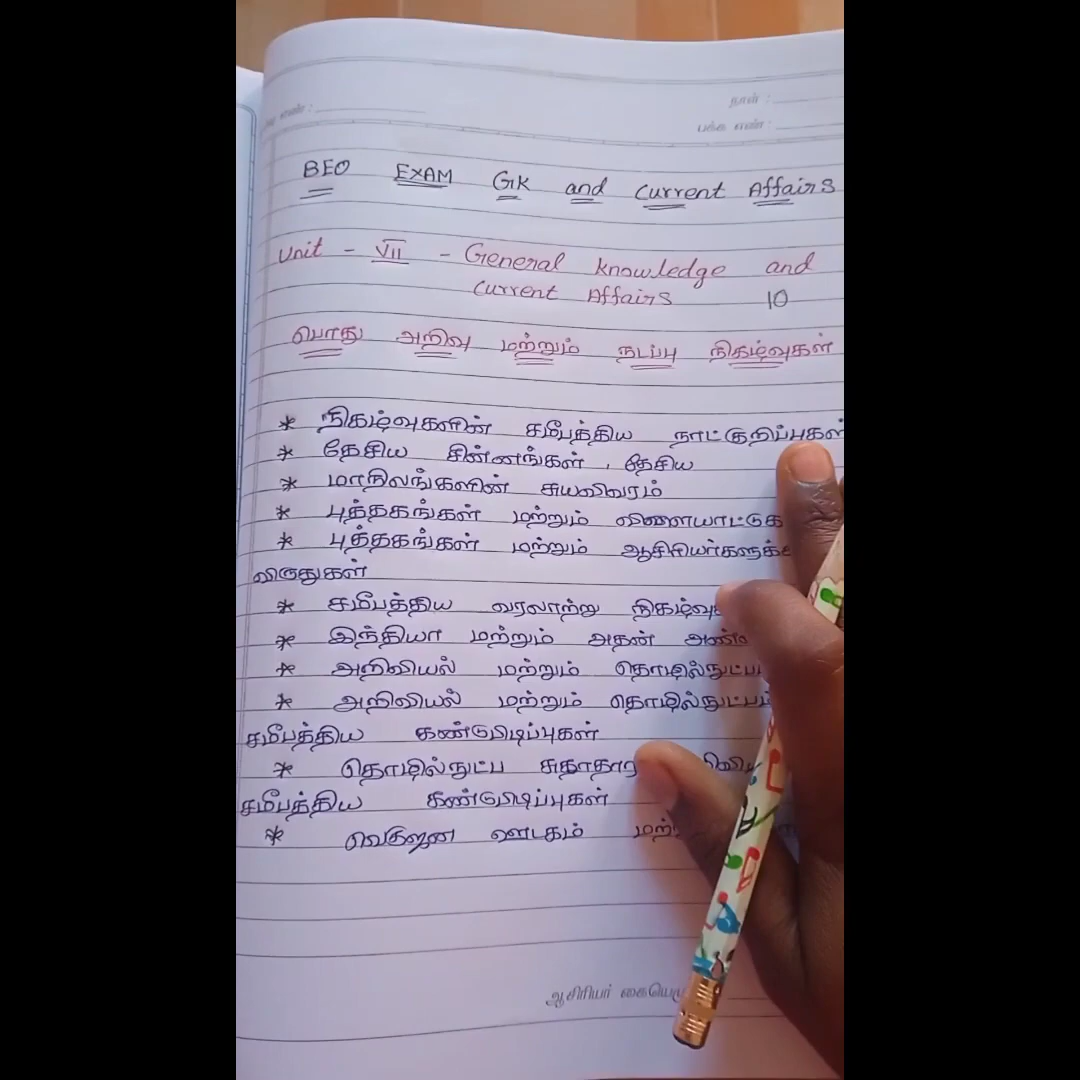 நாள் :
பக்க எண் :
எண் :
BEO EXAM GK and Current Affairs
Unit - VII - General knowledge and
Current Affairs 10
பொது அறிவு மற்றும் நடப்பு நிகழ்வுகள்
* நிகழ்வுகளின் சமீபத்திய நாட்குறிப்புகள்
* தேசிய சின்னங்கள், தேசிய
* மாநிலங்களின் சுயவிவரம்
* புத்தகங்கள் மற்றும் விளையாட்டுக
* புத்தகங்கள் மற்றும் ஆசிரியர்களுக்
விருதுகள்
* சமீபத்திய வரலாற்று நிகழ்வு
* இந்தியா மற்றும் அதன் அண்
* அறிவியல் மற்றும் தொழில்நுட்ப
* அறிவியல் மற்றும் தொழில்நுட்பம்
சமீபத்திய கண்டுபிடிப்புகள்
* தொழில்நுட்ப சுகாதார
சமீபத்திய கண்டுபிடிப்புகள்
* வெகுஜன ஊடகம் மற்
ஆசிரியர் கையெழு